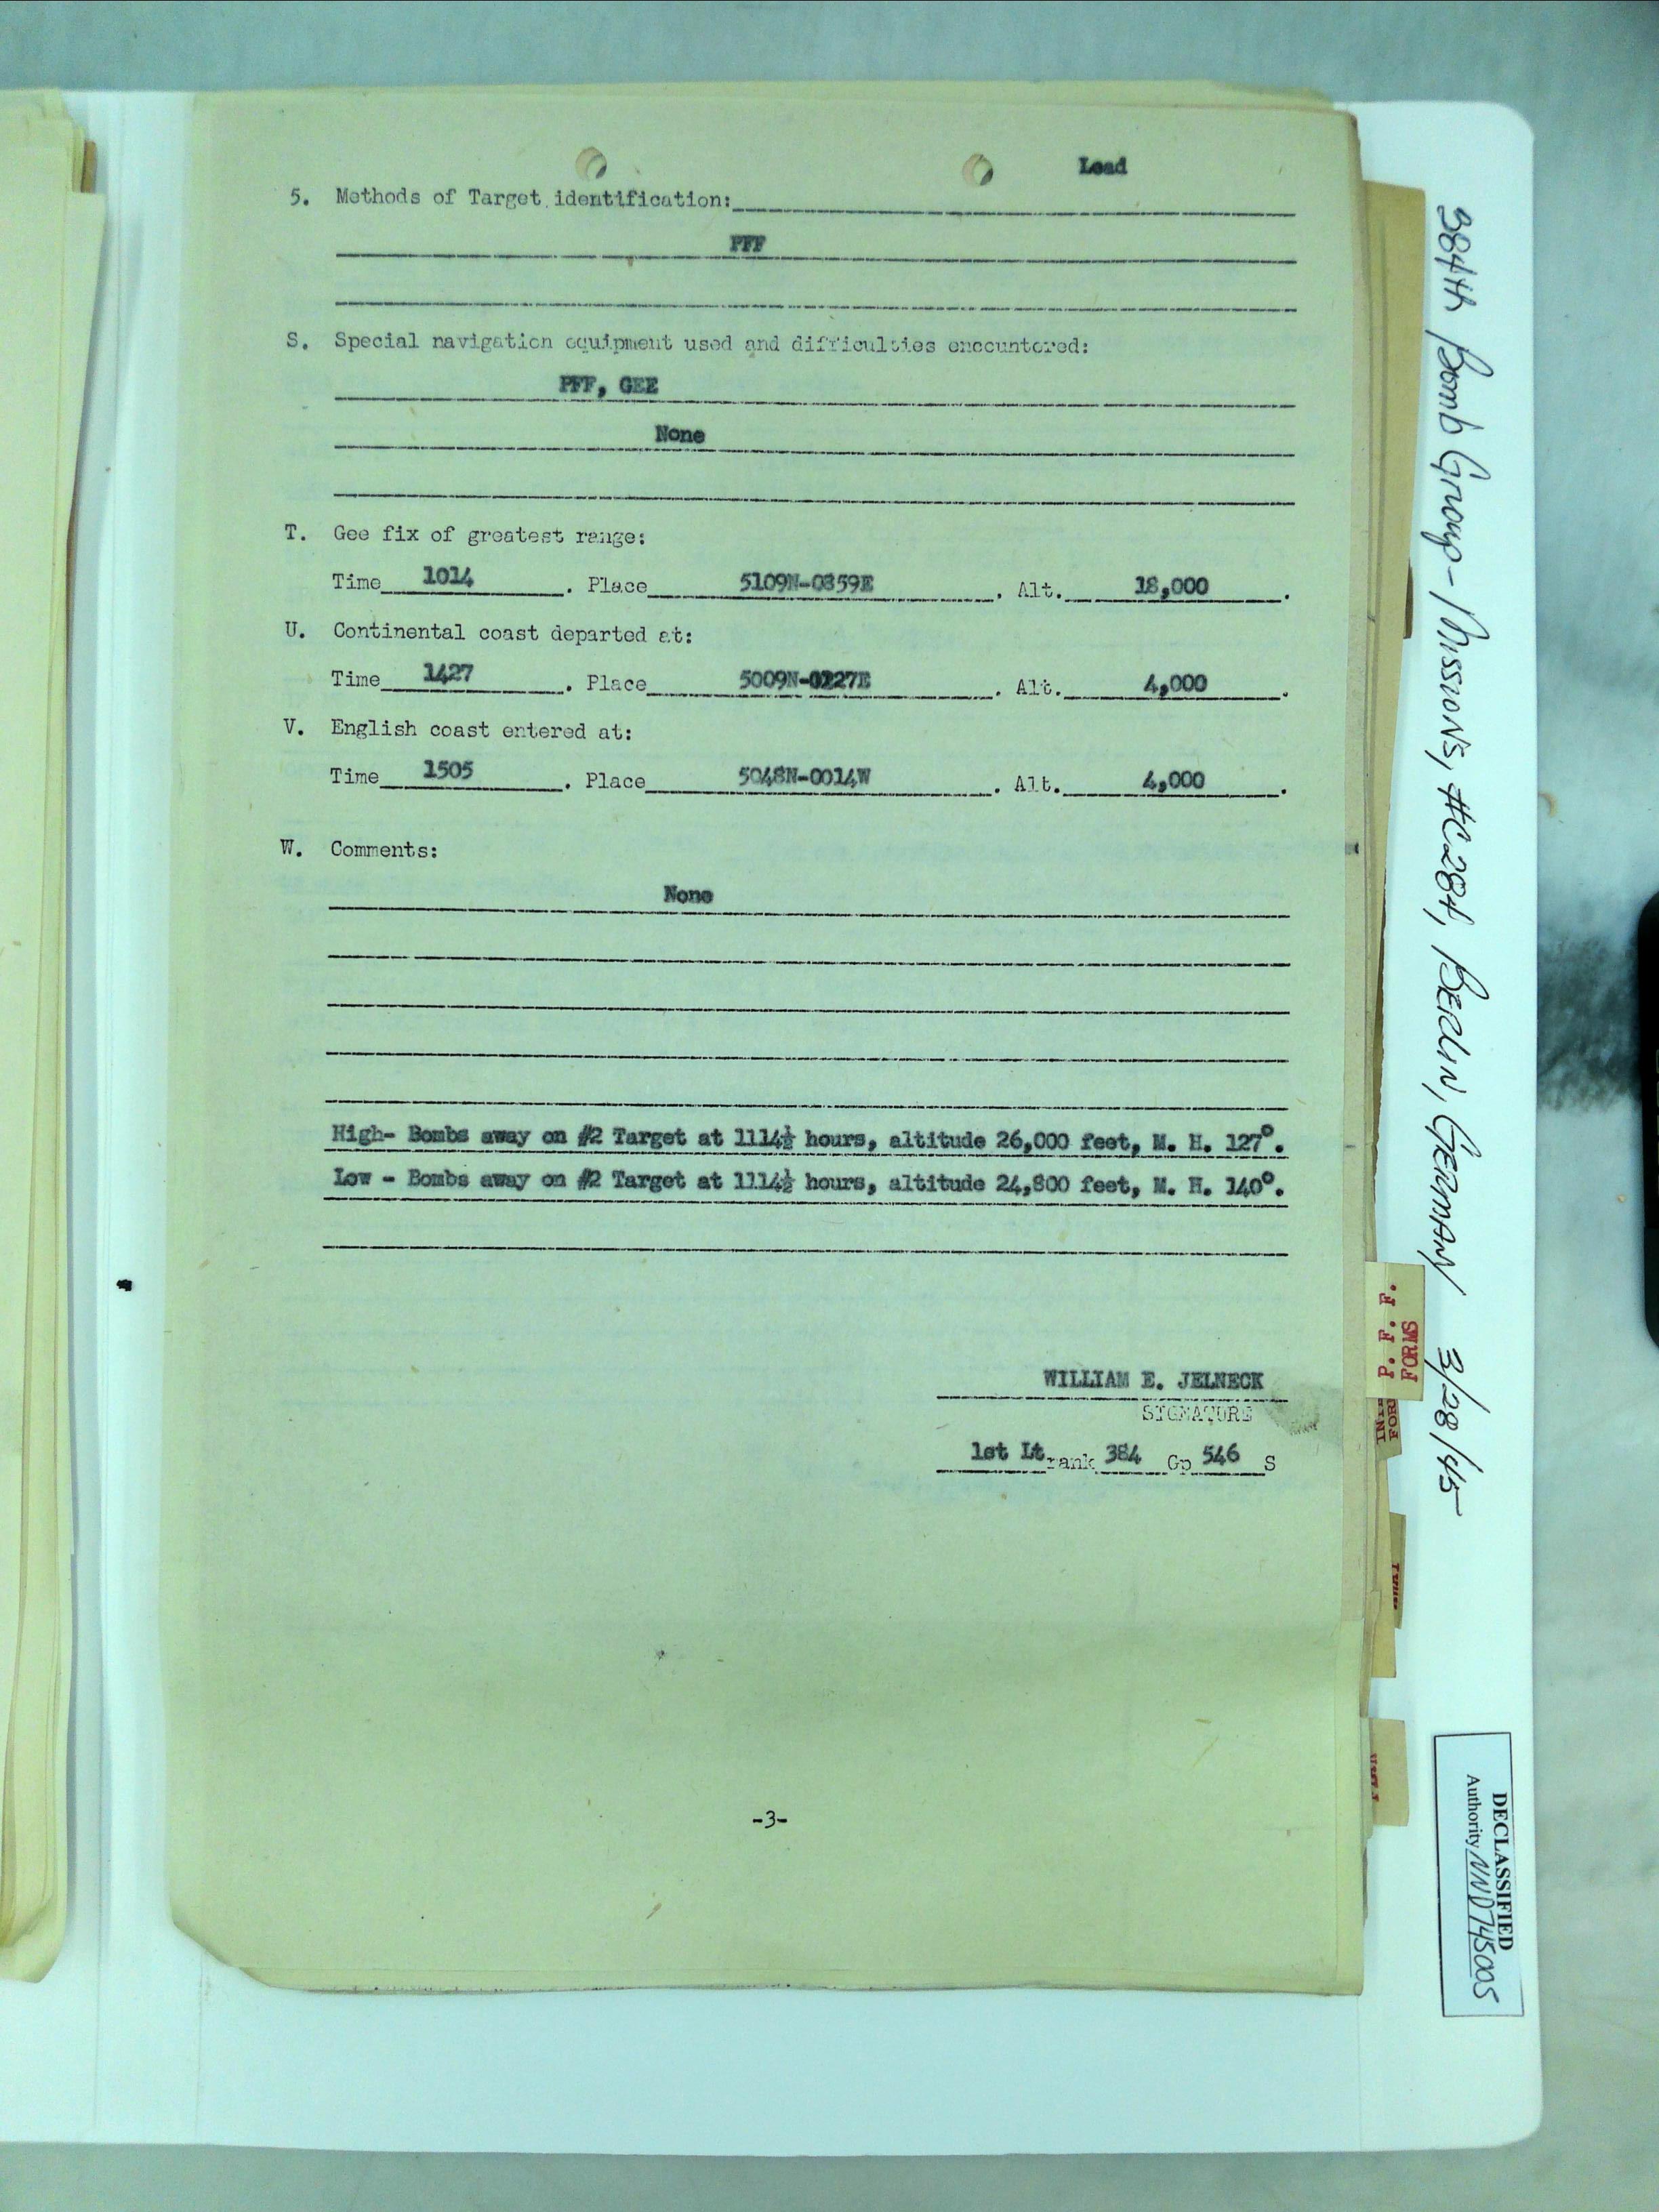 Lead
5. Methods of Target identification:
PFF
S. Special navigation equipment used and difficulties encountered:
PFF, GEE
None
T. Gee fix of greatest range:
Time 1014 . Place 5109N-0859E . Alt. 18,000 .
U. Continental coast departed at:
Time 1427 . Place 5009N-0227E . Alt. 4,000 .
V. English coast entered at:
Time 1505 . Place 5048N-0014W . Alt. 4,000 .
W. Comments:
None
High- Bombs away on #2 Target at 1114½ hours, altitude 26,000 feet, M. H. 127°.
Low - Bombs away on #2 Target at 1114½ hours, altitude 24,800 feet, M. H. 140°.
WILLIAM E. JELNECK
SIGNATURE
1st Lt rank 384 Gp 546 S
-3-
384th Bomb Group - Missions, #C284, BERLIN, GERMANY 3/28/45
P. F. F.
FORMS
DECLASSIFIED
Authority NND745005